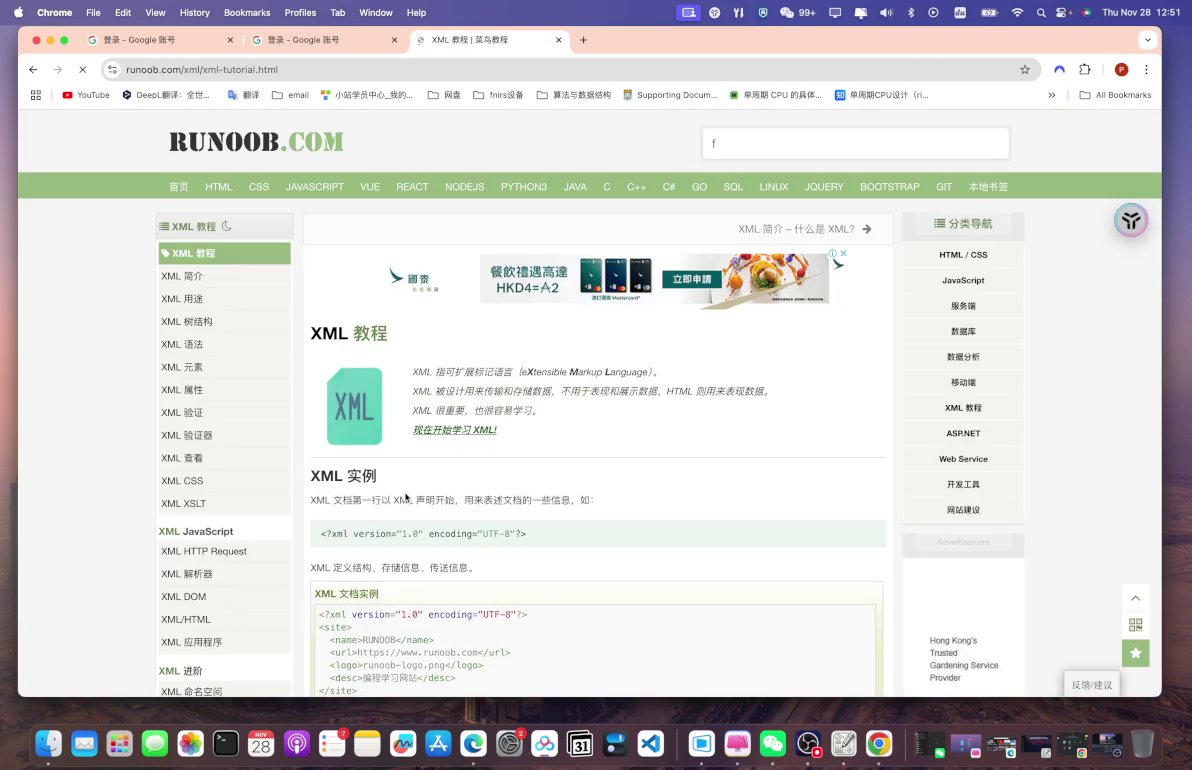 Chrome
File
Edit
View
History
Bookmarks
Profiles
Tab
Window
Help
99+
Thu Nov 28 12:51
登录 - Google 账号
登录 - Google 账号
XML 教程 | 菜鸟教程
runoob.com/xml/xml-tutorial.html
P
YouTube
DeepL翻译：全世...
翻译
email
小站学员中心_我的...
网盘
fnirs设备
算法与数据结构
Supporting Docum...
单周期 CPU 的具体...
知
单周期CPU设计（ri...
All Bookmarks
RUNOOB.COM
f
首页 HTML CSS JAVASCRIPT VUE REACT NODEJS PYTHON3 JAVA C C++ C# GO SQL LINUX JQUERY BOOTSTRAP GIT 本地书签
XML 教程
XML 教程
XML 简介
XML 用途
XML 树结构
XML 语法
XML 元素
XML 属性
XML 验证
XML 验证器
XML 查看
XML CSS
XML XSLT
XML JavaScript
XML HTTP Request
XML 解析器
XML DOM
XML/HTML
XML 应用程序
XML 进阶
XML 命名空间
XML 简介 – 什么是 XML?
國泰
餐飲禮遇高達
HKD4=A2
立即申請
XML 教程
XML
XML 指可扩展标记语言（eXtensible Markup Language）。
XML 被设计用来传输和存储数据，不用于表现和展示数据，HTML 则用来表现数据。
XML 很重要，也很容易学习。
现在开始学习 XML!
XML 实例
XML 文档第一行以 XML 声明开始，用来表述文档的一些信息，如：
<?xml version="1.0" encoding="UTF-8"?>
XML 定义结构、存储信息、传送信息。
XML 文档实例
<?xml version="1.0" encoding="UTF-8"?>
<site>
<name>RUNOOB</name>
<url>https://www.runoob.com</url>
<logo>runoob-logo.png</logo>
<desc>编程学习网站</desc>
</site>
分类导航
HTML / CSS
JavaScript
服务端
数据库
数据分析
移动端
XML 教程
ASP.NET
Web Service
开发工具
网站建设
Advertisement
Hong Kong's
Trusted
Gardening Service
Provider
反馈/建议
NOV
28
7
2
31